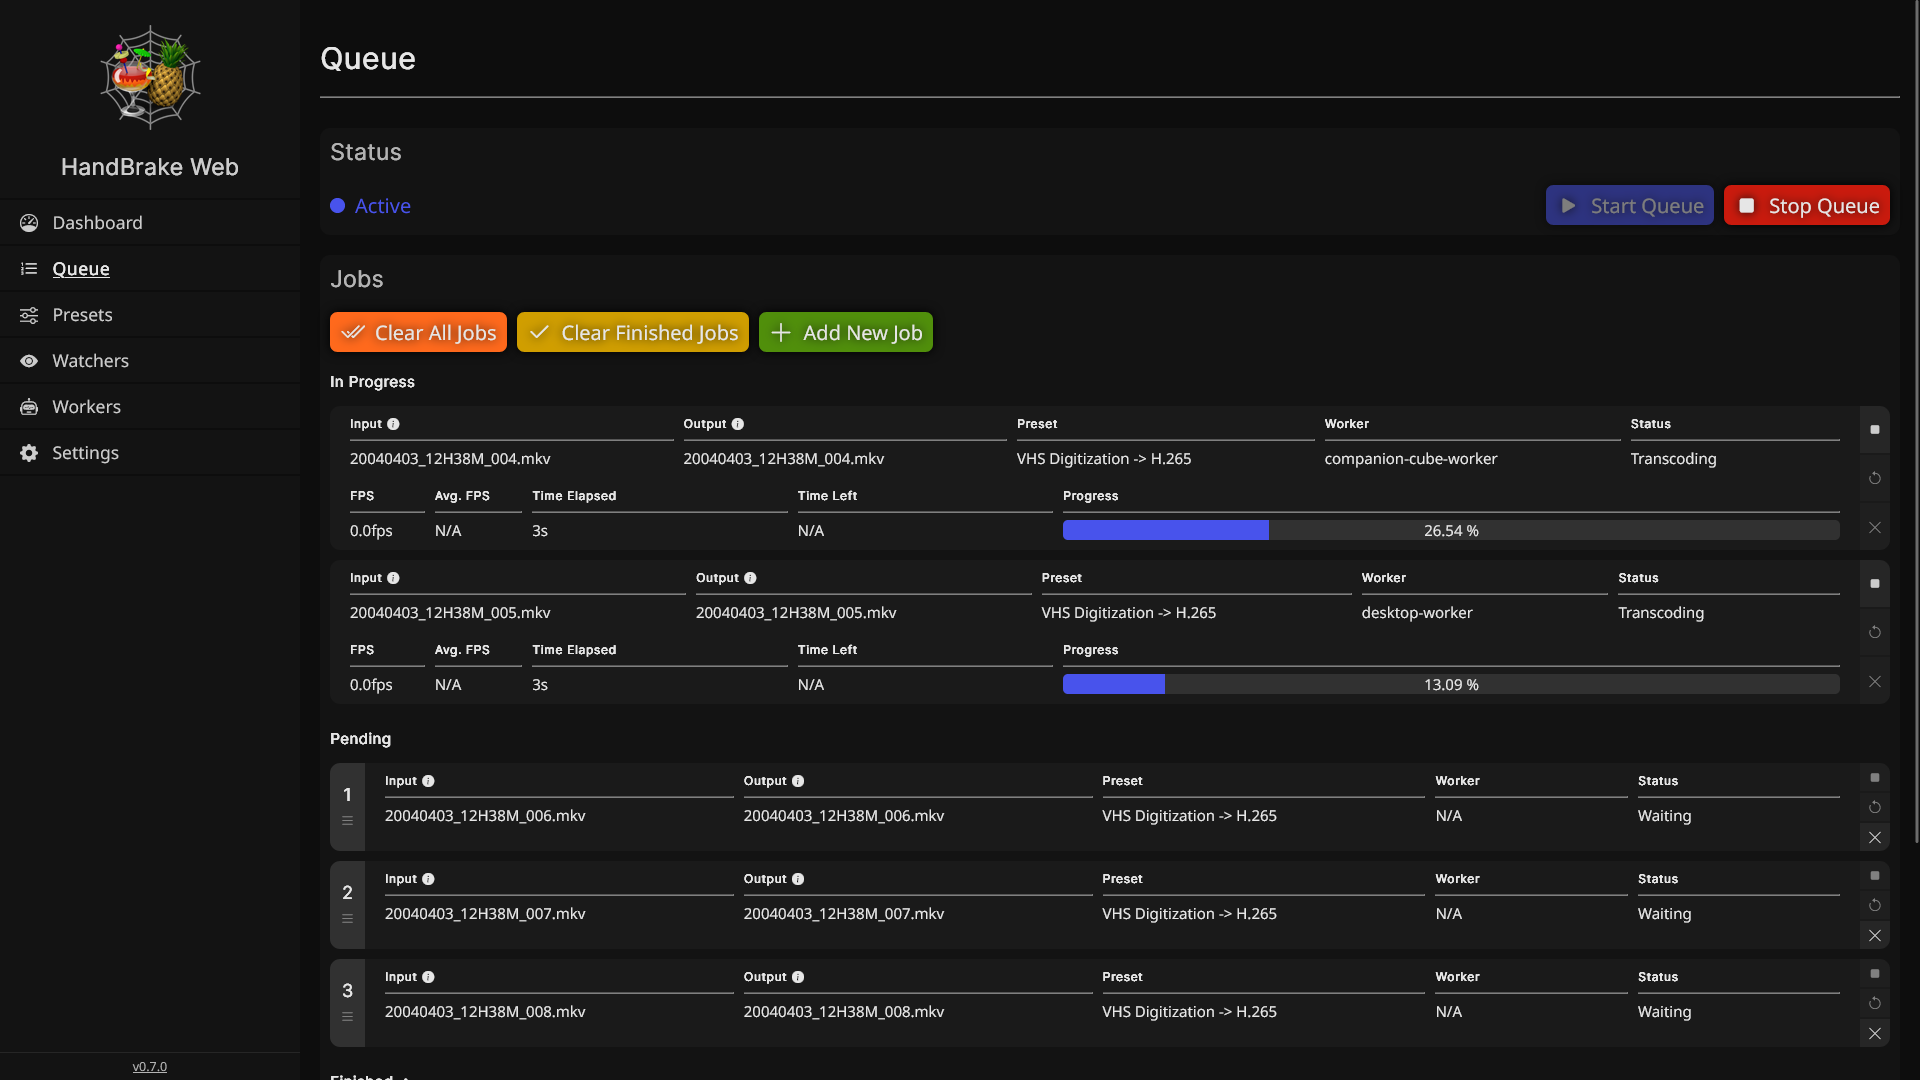 HandBrake Web
Dashboard
Queue
Presets
Watchers
Workers
Settings
v0.7.0
Queue
Status
Active
Start Queue
Stop Queue
Jobs
Clear All Jobs
Clear Finished Jobs
Add New Job
In Progress
Input Output Preset Worker Status
20040403_12H38M_004.mkv 20040403_12H38M_004.mkv VHS Digitization -> H.265 companion-cube-worker Transcoding
FPS Avg. FPS Time Elapsed Time Left Progress
0.0fps N/A 3s N/A 26.54 %
Input Output Preset Worker Status
20040403_12H38M_005.mkv 20040403_12H38M_005.mkv VHS Digitization -> H.265 desktop-worker Transcoding
FPS Avg. FPS Time Elapsed Time Left Progress
0.0fps N/A 3s N/A 13.09 %
Pending
1
Input Output Preset Worker Status
20040403_12H38M_006.mkv 20040403_12H38M_006.mkv VHS Digitization -> H.265 N/A Waiting
2
Input Output Preset Worker Status
20040403_12H38M_007.mkv 20040403_12H38M_007.mkv VHS Digitization -> H.265 N/A Waiting
3
Input Output Preset Worker Status
20040403_12H38M_008.mkv 20040403_12H38M_008.mkv VHS Digitization -> H.265 N/A Waiting
Finished